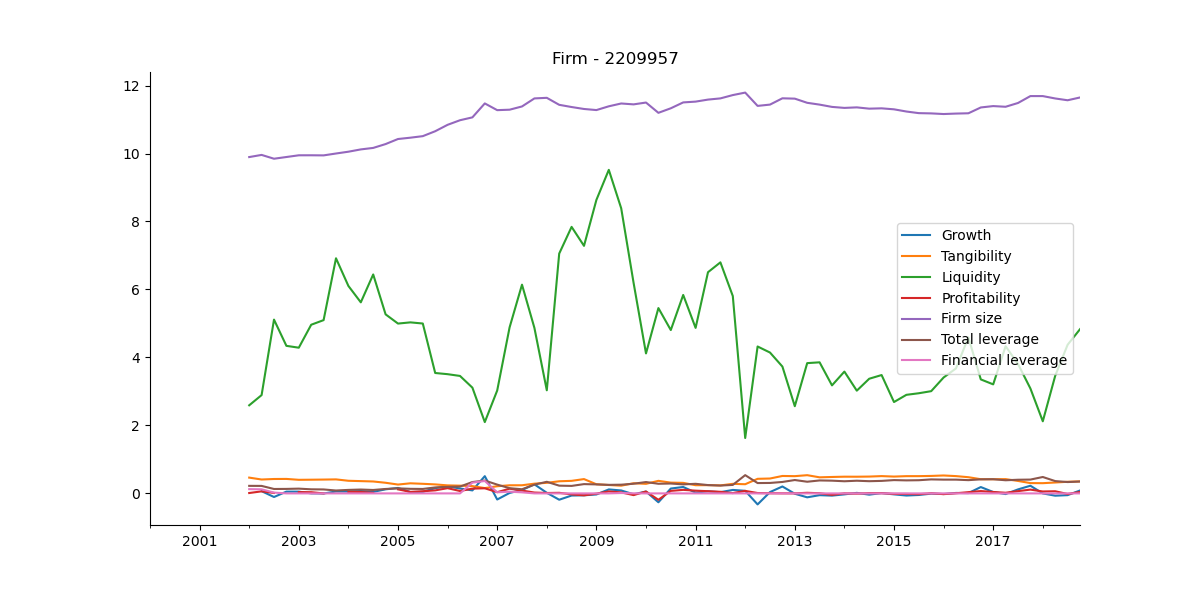 Firm - 2209957
12
10
8
6
4
2
0
Growth
Tangibility
Liquidity
Profitability
Firm size
Total leverage
Financial leverage
2001 2003 2005 2007 2009 2011 2013 2015 2017